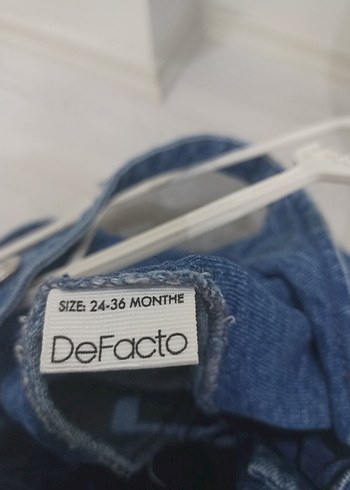 SIZE: 24-36 MONTHE
DeFacto